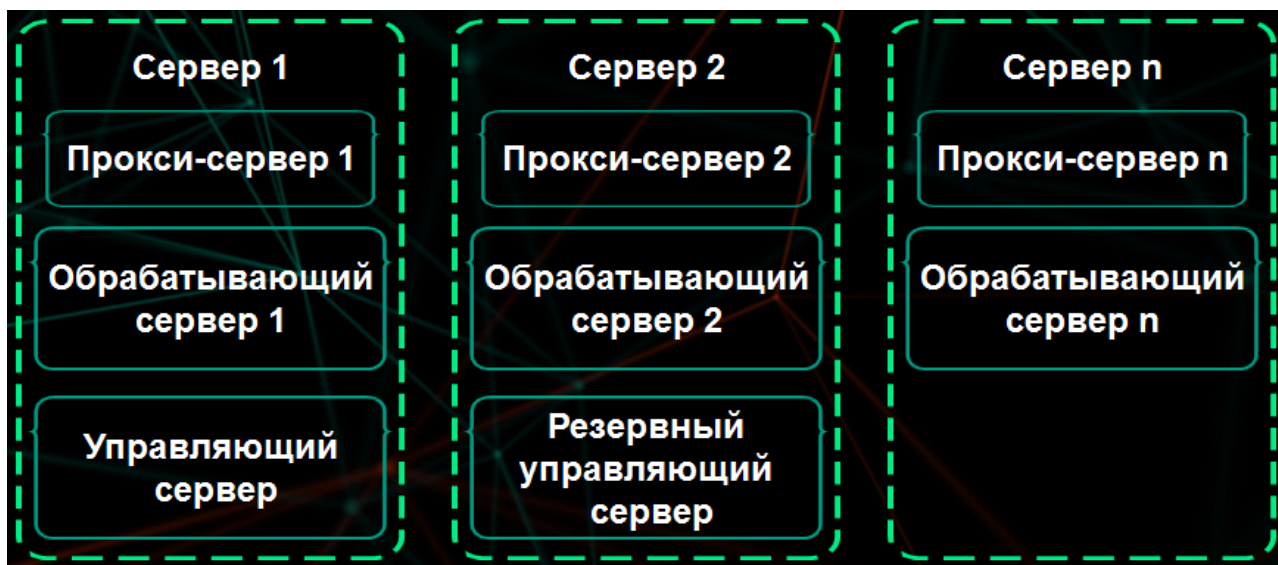 Сервер 1
Прокси-сервер 1
Обрабатывающий
сервер 1
Управляющий
сервер
Сервер 2
Прокси-сервер 2
Обрабатывающий
сервер 2
Резервный
управляющий
сервер
Сервер n
Прокси-сервер n
Обрабатывающий
сервер n